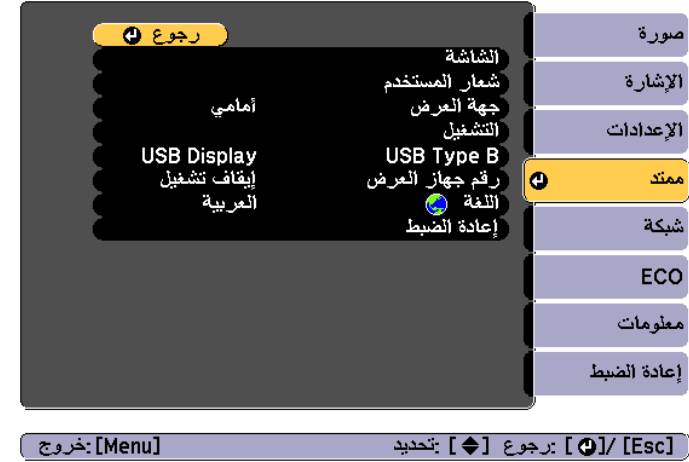 رجوع
الشاشة
شعار المستخدم
جهة العرض أمامي
التشغيل
USB Type B USB Display
رقم جهاز العرض إيقاف تشغيل
اللغة العربية
إعادة الضبط
صورة
الإشارة
الإعدادات
ممتد
شبكة
ECO
معلومات
إعادة الضبط
[Esc] /[ ] :رجوع [ ] :تحديد [Menu] :خروج